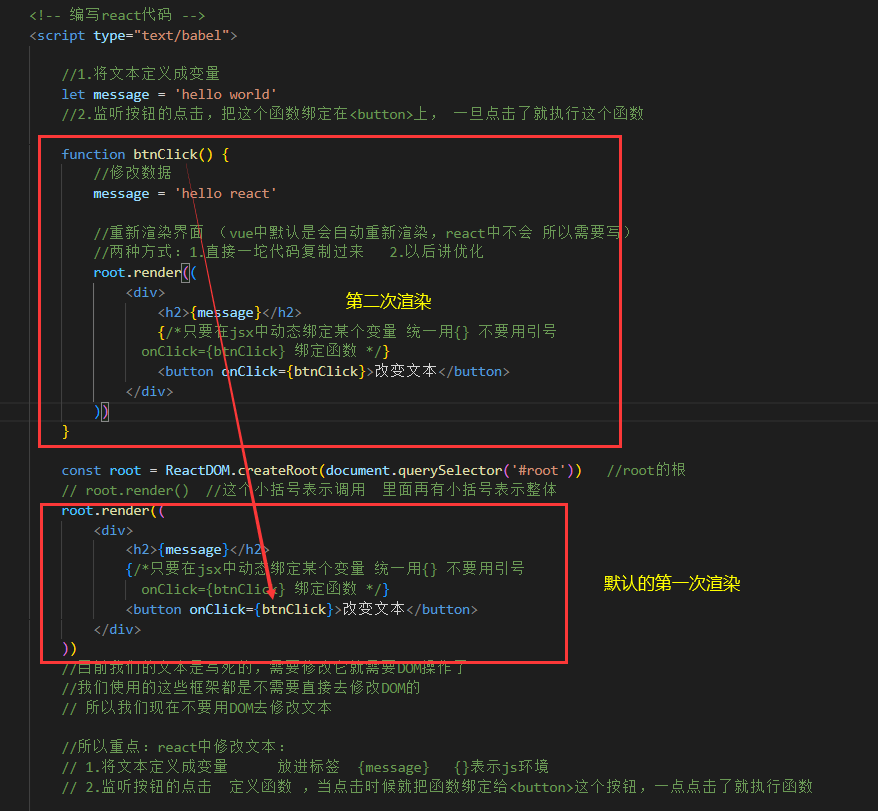 <!-- 编写react代码 -->
<script type="text/babel">
//1.将文本定义成变量
let message = 'hello world'
//2.监听按钮的点击，把这个函数绑定在<button>上， 一旦点击了就执行这个函数
function btnClick() {
//修改数据
message = 'hello react'
//重新渲染界面 （vue中默认是会自动重新渲染，react中不会 所以需要写）
//两种方式：1.直接一坨代码复制过来   2.以后讲优化
root.render((
<div>
第二次渲染
<h2>{message}</h2>
{/*只要在jsx中动态绑定某个变量 统一用{} 不要用引号
onClick={btnClick} 绑定函数 */}
<button onClick={btnClick}>改变文本</button>
</div>
))
}
const root = ReactDOM.createRoot(document.querySelector('#root'))   //root的根
// root.render()  //这个小括号表示调用  里面再有小括号表示整体
root.render((
<div>
<h2>{message}</h2>
{/*只要在jsx中动态绑定某个变量 统一用{} 不要用引号
默认的第一次渲染
onClick={btnClick} 绑定函数 */}
<button onClick={btnClick}>改变文本</button>
</div>
))
//目前我们的文本是写死的，需要修改它就需要DOM操作了
//我们使用的这些框架都是不需要直接去修改DOM的
// 所以我们现在不要用DOM去修改文本
//所以重点：react中修改文本：
// 1.将文本定义成变量      放进标签  {message}   {}表示js环境
// 2.监听按钮的点击  定义函数 ，当点击时候就把函数绑定给<button>这个按钮，一点点击了就执行函数